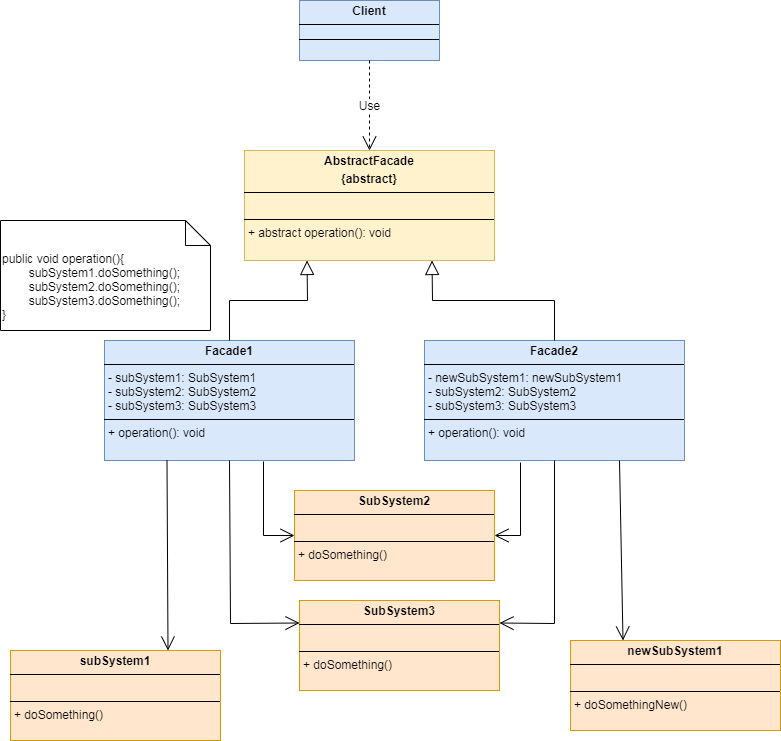 Client
Use
AbstractFacade
{abstract}
+ abstract operation(): void
public void operation(){
subSystem1.doSomething();
subSystem2.doSomething();
subSystem3.doSomething();
}
Facade1
- subSystem1: SubSystem1
- subSystem2: SubSystem2
- subSystem3: SubSystem3
+ operation(): void
Facade2
- newSubSystem1: newSubSystem1
- subSystem2: SubSystem2
- subSystem3: SubSystem3
+ operation(): void
SubSystem2
+ doSomething()
SubSystem3
+ doSomething()
subSystem1
+ doSomething()
newSubSystem1
+ doSomethingNew()